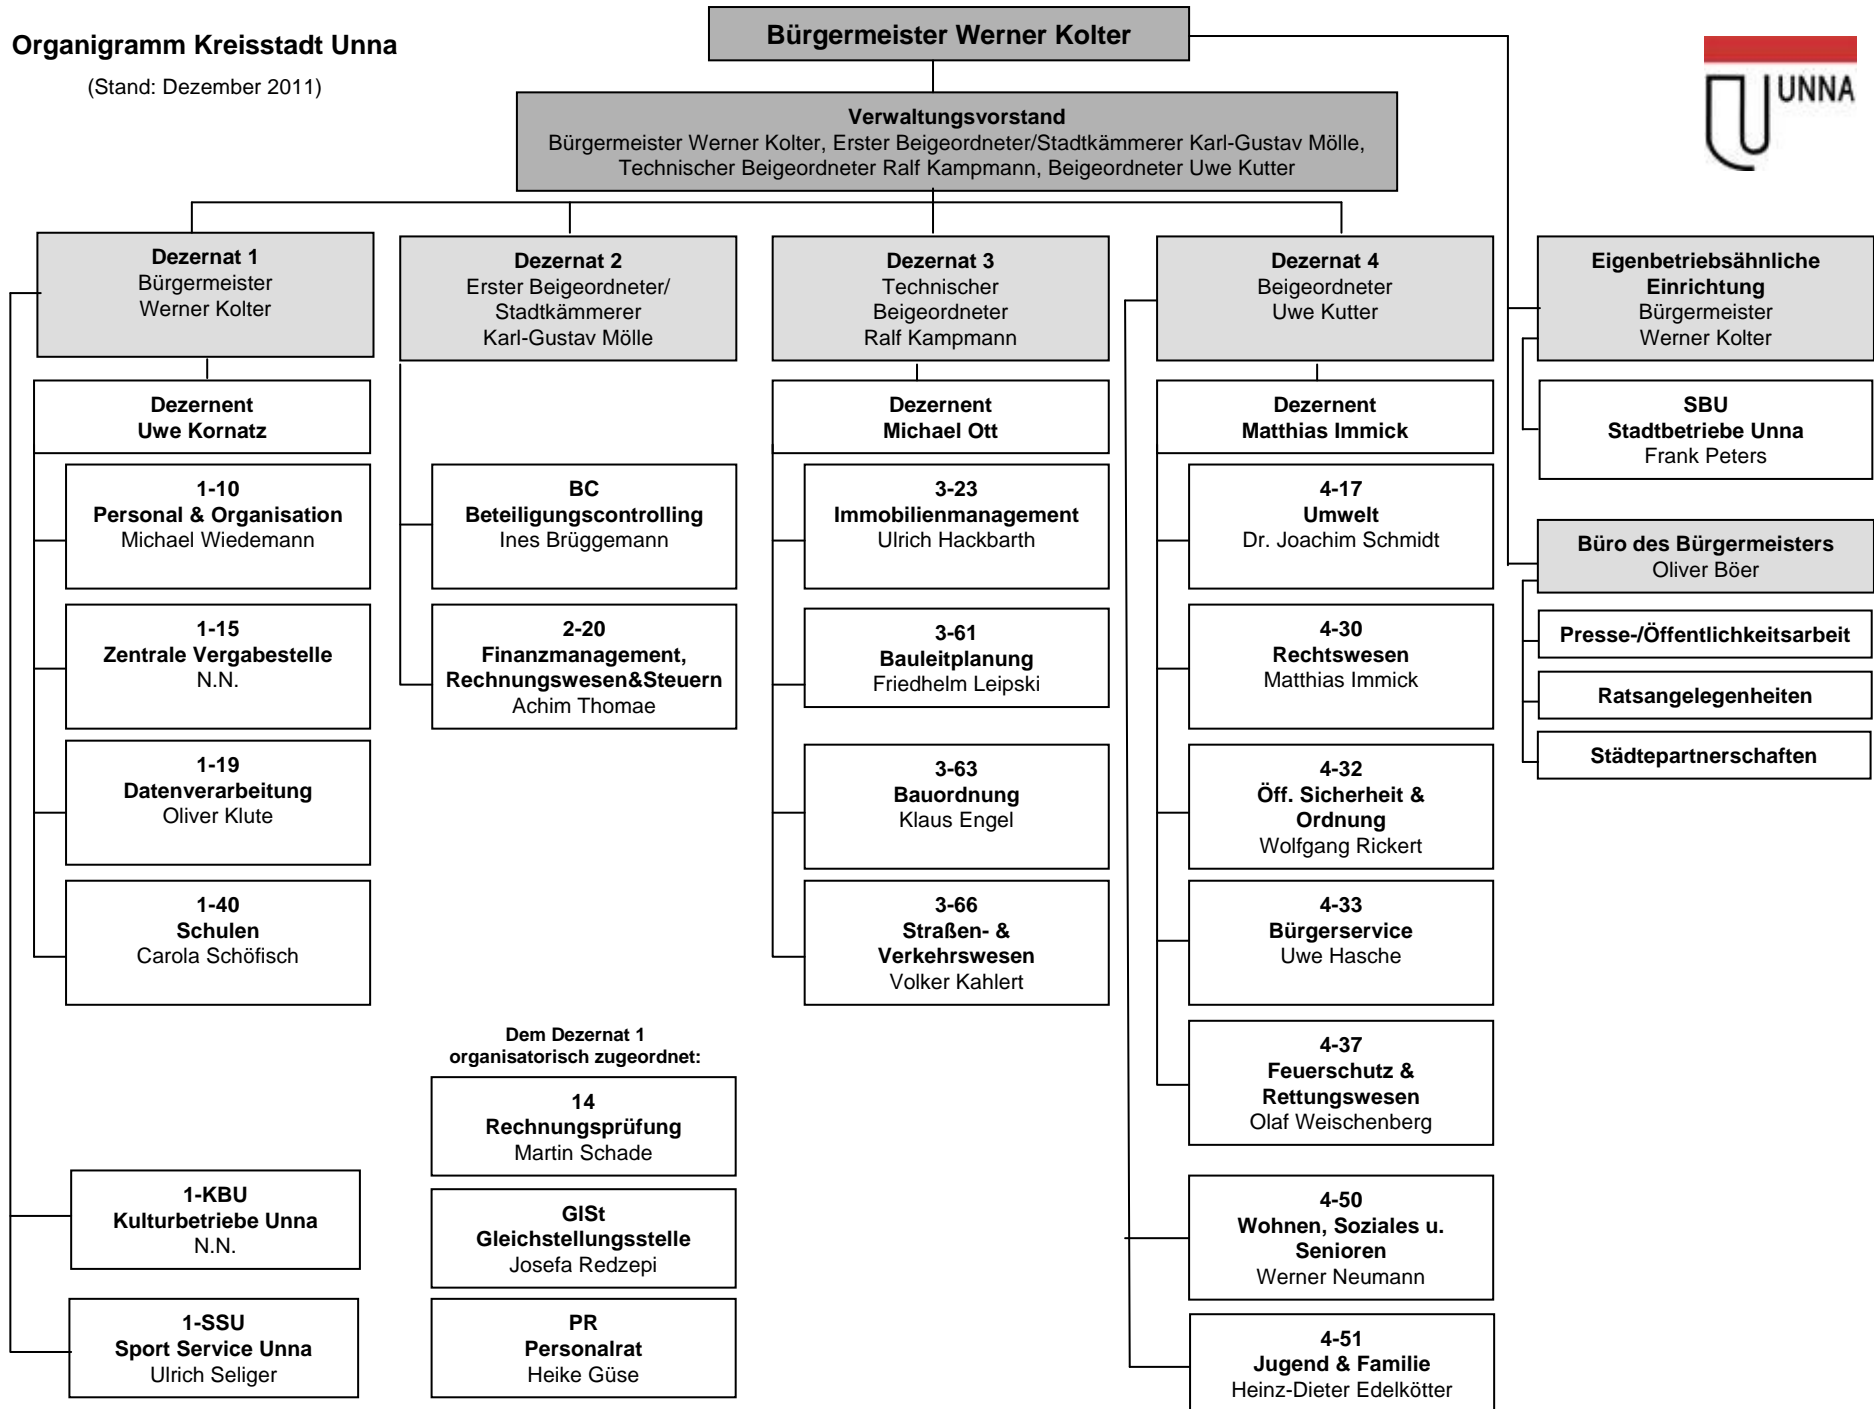 Organigramm Kreisstadt Unna
(Stand: Dezember 2011)
Bürgermeister Werner Kolter
UNNA
Verwaltungsvorstand
Bürgermeister Werner Kolter, Erster Beigeordneter/Stadtkämmerer Karl-Gustav Mölle,
Technischer Beigeordneter Ralf Kampmann, Beigeordneter Uwe Kutter
Dezernat 1
Bürgermeister
Werner Kolter
Dezernent
Uwe Kornatz
1-10
Personal & Organisation
Michael Wiedemann
1-15
Zentrale Vergabestelle
N.N.
1-19
Datenverarbeitung
Oliver Klute
1-40
Schulen
Carola Schöfisch
1-KBU
Kulturbetriebe Unna
N.N.
1-SSU
Sport Service Unna
Ulrich Seliger
Dezernat 2
Erster Beigeordneter/
Stadtkämmerer
Karl-Gustav Mölle
BC
Beteiligungscontrolling
Ines Brüggemann
2-20
Finanzmanagement,
Rechnungswesen&Steuern
Achim Thomae
Dem Dezernat 1
organisatorisch zugeordnet:
14
Rechnungsprüfung
Martin Schade
GlSt
Gleichstellungsstelle
Josefa Redzepi
PR
Personalrat
Heike Güse
Dezernat 3
Technischer
Beigeordneter
Ralf Kampmann
Dezernent
Michael Ott
3-23
Immobilienmanagement
Ulrich Hackbarth
3-61
Bauleitplanung
Friedhelm Leipski
3-63
Bauordnung
Klaus Engel
3-66
Straßen- &
Verkehrswesen
Volker Kahlert
Dezernat 4
Beigeordneter
Uwe Kutter
Dezernent
Matthias Immick
4-17
Umwelt
Dr. Joachim Schmidt
4-30
Rechtswesen
Matthias Immick
4-32
Öff. Sicherheit &
Ordnung
Wolfgang Rickert
4-33
Bürgerservice
Uwe Hasche
4-37
Feuerschutz &
Rettungswesen
Olaf Weischenberg
4-50
Wohnen, Soziales u.
Senioren
Werner Neumann
4-51
Jugend & Familie
Heinz-Dieter Edelkötter
Eigenbetriebsähnliche
Einrichtung
Bürgermeister
Werner Kolter
SBU
Stadtbetriebe Unna
Frank Peters
Büro des Bürgermeisters
Oliver Böer
Presse-/Öffentlichkeitsarbeit
Ratsangelegenheiten
Städtepartnerschaften